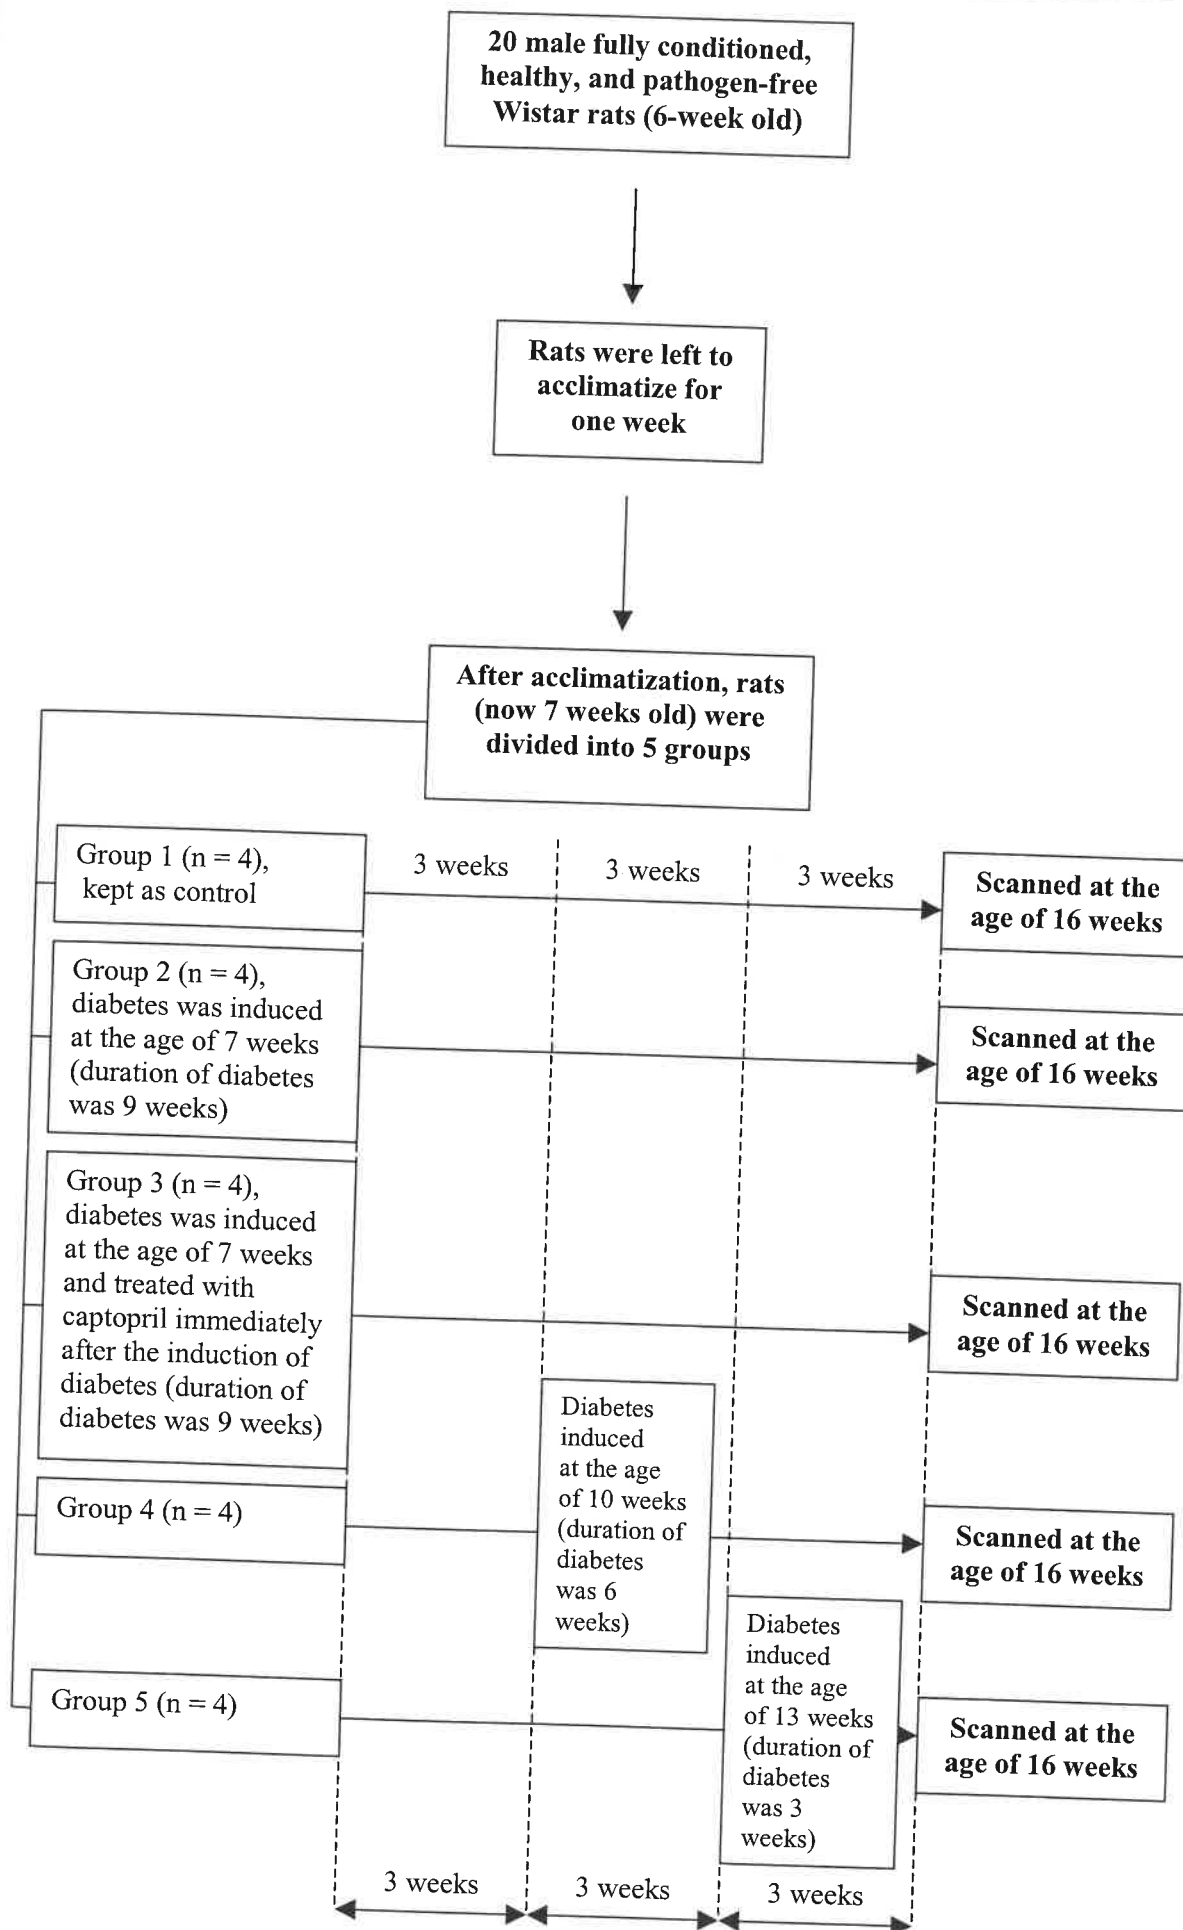 20 male fully conditioned,
healthy, and pathogen-free
Wistar rats (6-week old)
Rats were left to
acclimatize for
one week
After acclimatization, rats
(now 7 weeks old) were
divided into 5 groups
Group 1 (n = 4),
kept as control
3 weeks
3 weeks
3 weeks
Scanned at the
age of 16 weeks
Group 2 (n = 4),
diabetes was induced
at the age of 7 weeks
(duration of diabetes
was 9 weeks)
Scanned at the
age of 16 weeks
Group 3 (n = 4),
diabetes was induced
at the age of 7 weeks
and treated with
captopril immediately
after the induction of
diabetes (duration of
diabetes was 9 weeks)
Scanned at the
age of 16 weeks
Group 4 (n = 4)
Diabetes
induced
at the age
of 10 weeks
(duration of
diabetes
was 6
weeks)
Scanned at the
age of 16 weeks
Group 5 (n = 4)
Diabetes
induced
at the age
of 13 weeks
(duration of
diabetes
was 3
weeks)
Scanned at the
age of 16 weeks
3 weeks
3 weeks
3 weeks